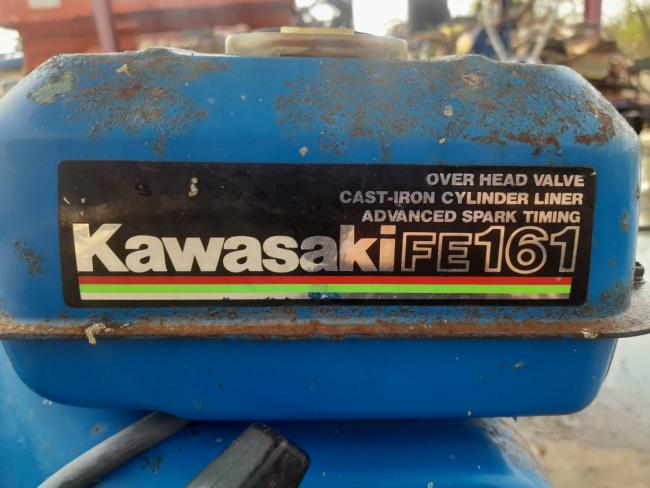 OVER HEAD VALVE
CAST-IRON CYLINDER LINER
ADVANCED SPARK TIMING
Kawasaki FE161